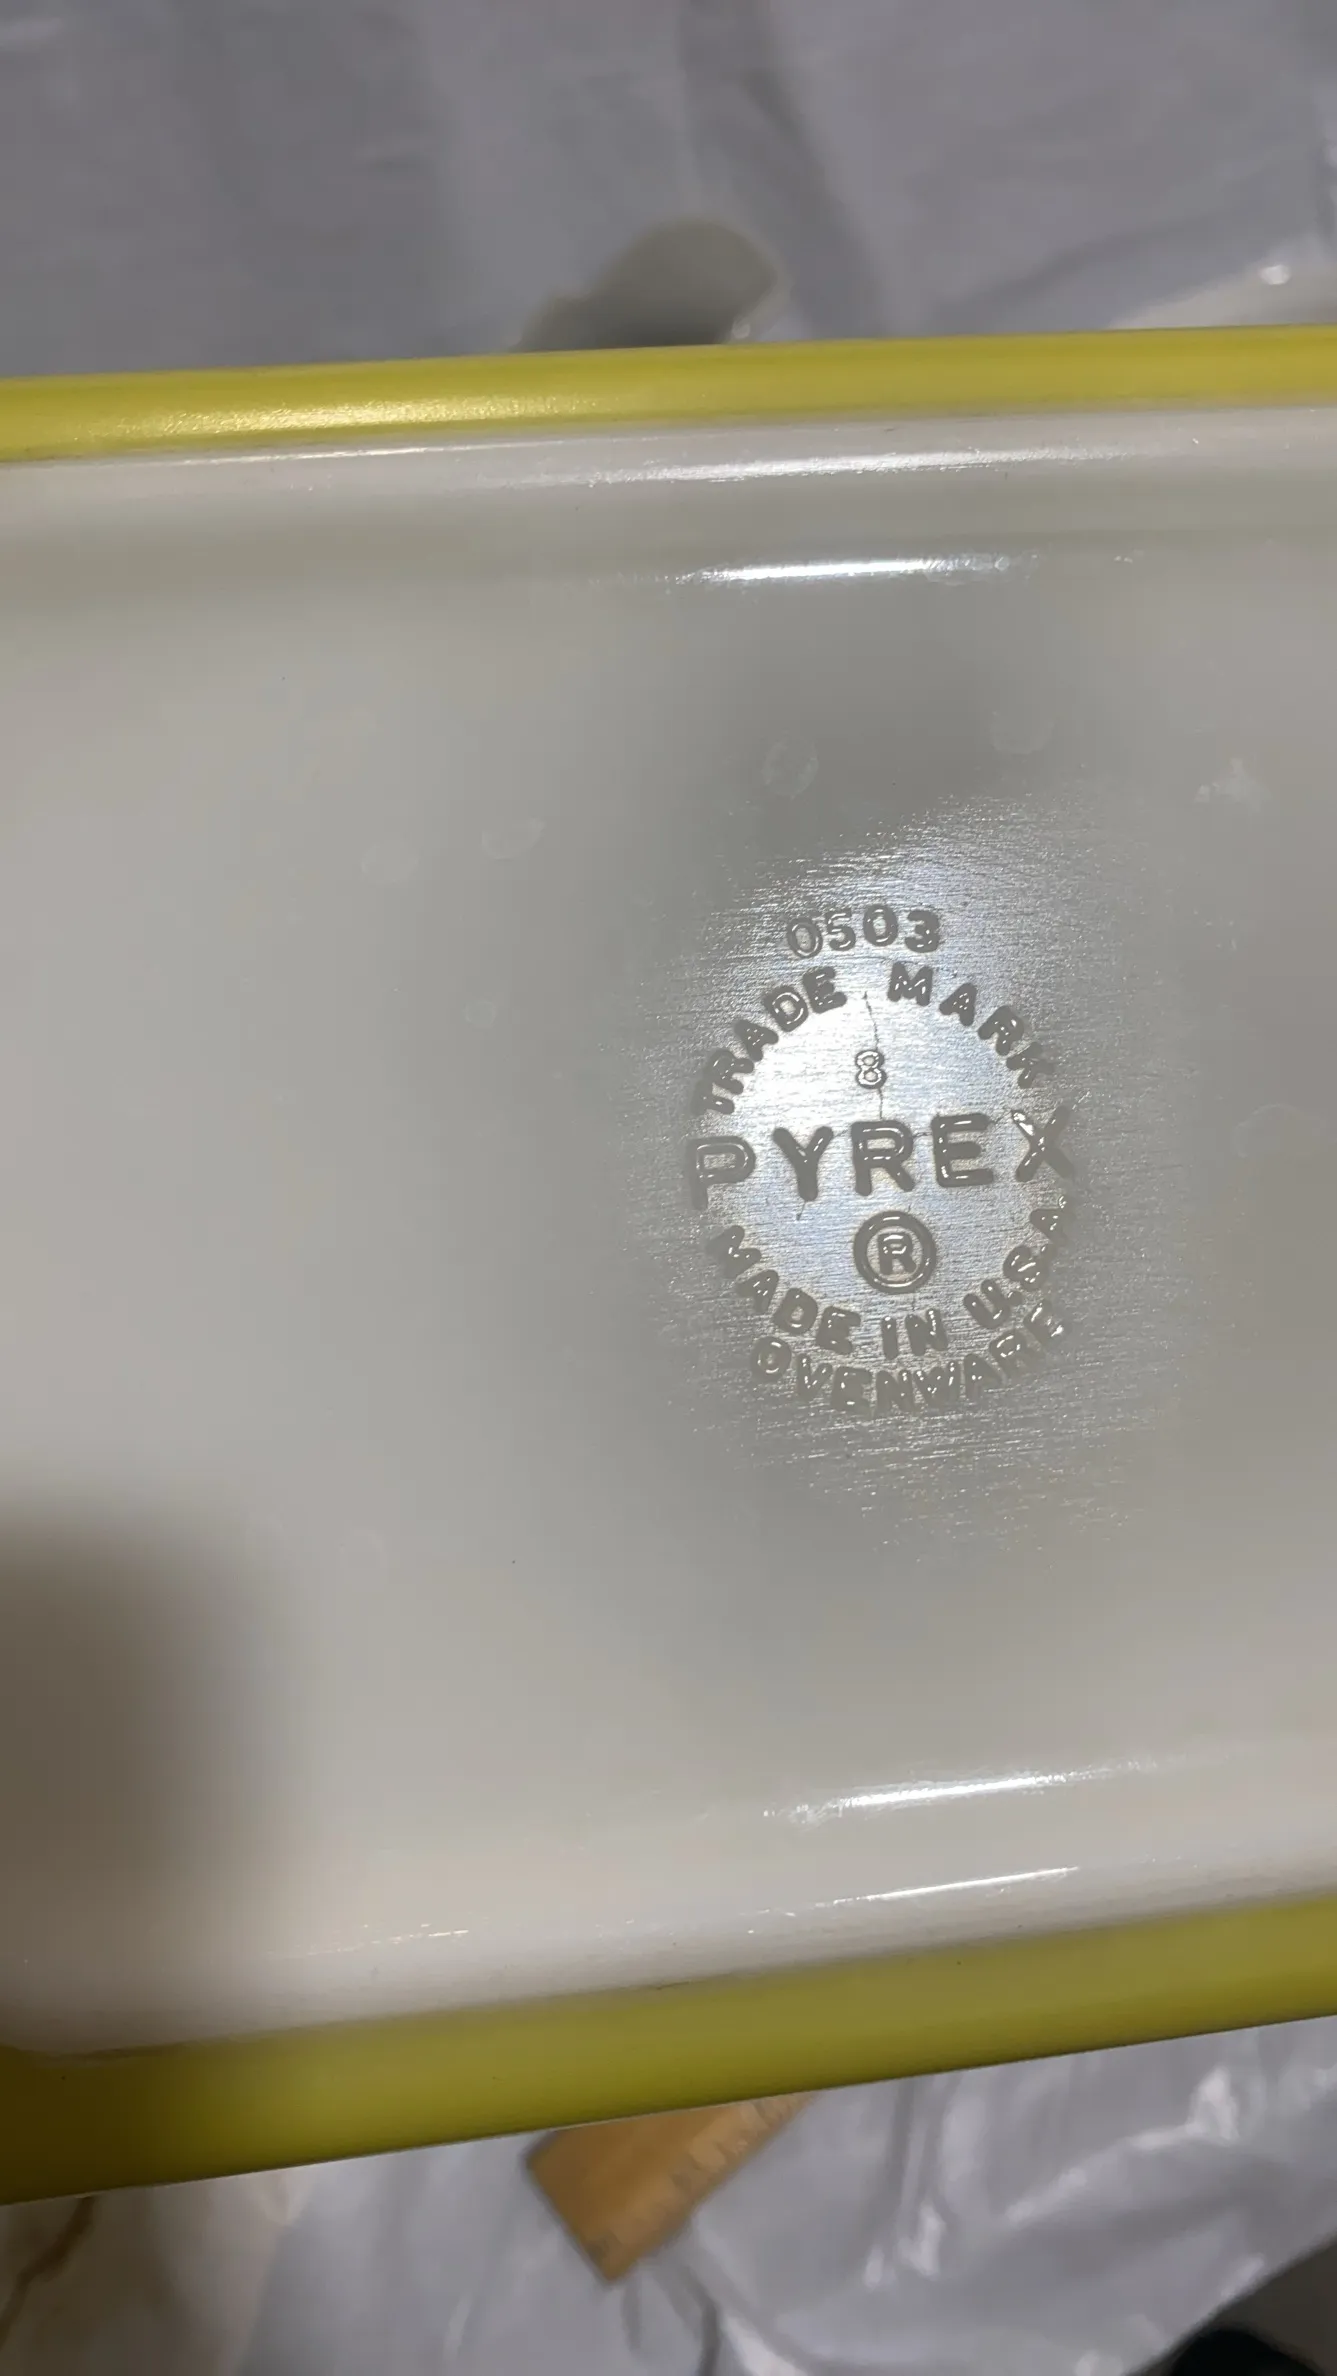 0503
TRADE MARK
8
PYREX
®
MADE IN U.S.A.
OVENWARE